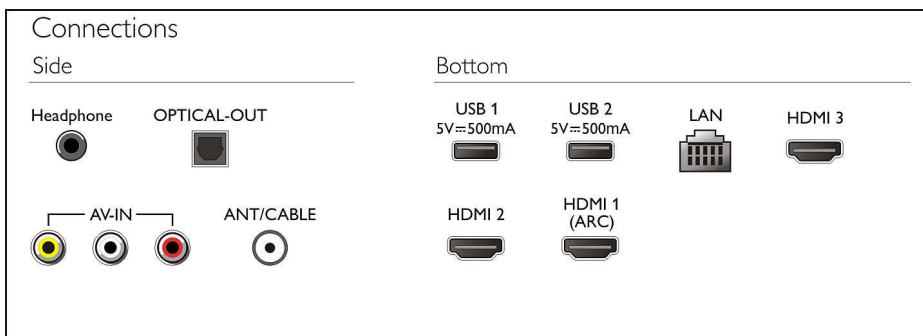 Connections
Side
Headphone
OPTICAL-OUT
AV-IN
ANT/CABLE
Bottom
USB 1
5V⎓500mA
USB 2
5V⎓500mA
LAN
HDMI 3
HDMI 2
HDMI 1
(ARC)